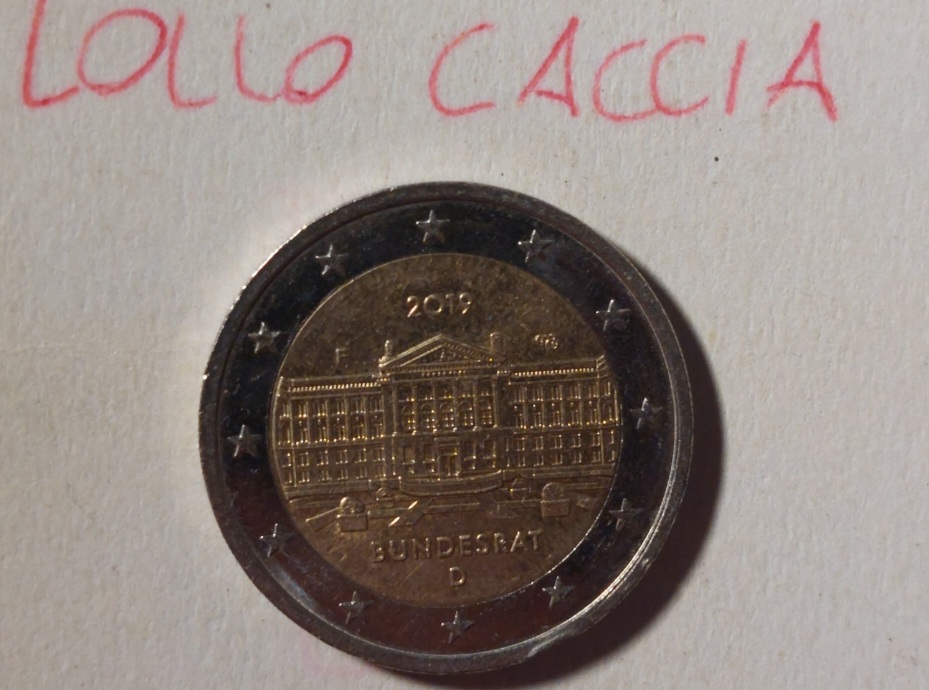 LOLLO CACCIA
2019
F
BUNDESRAT
D